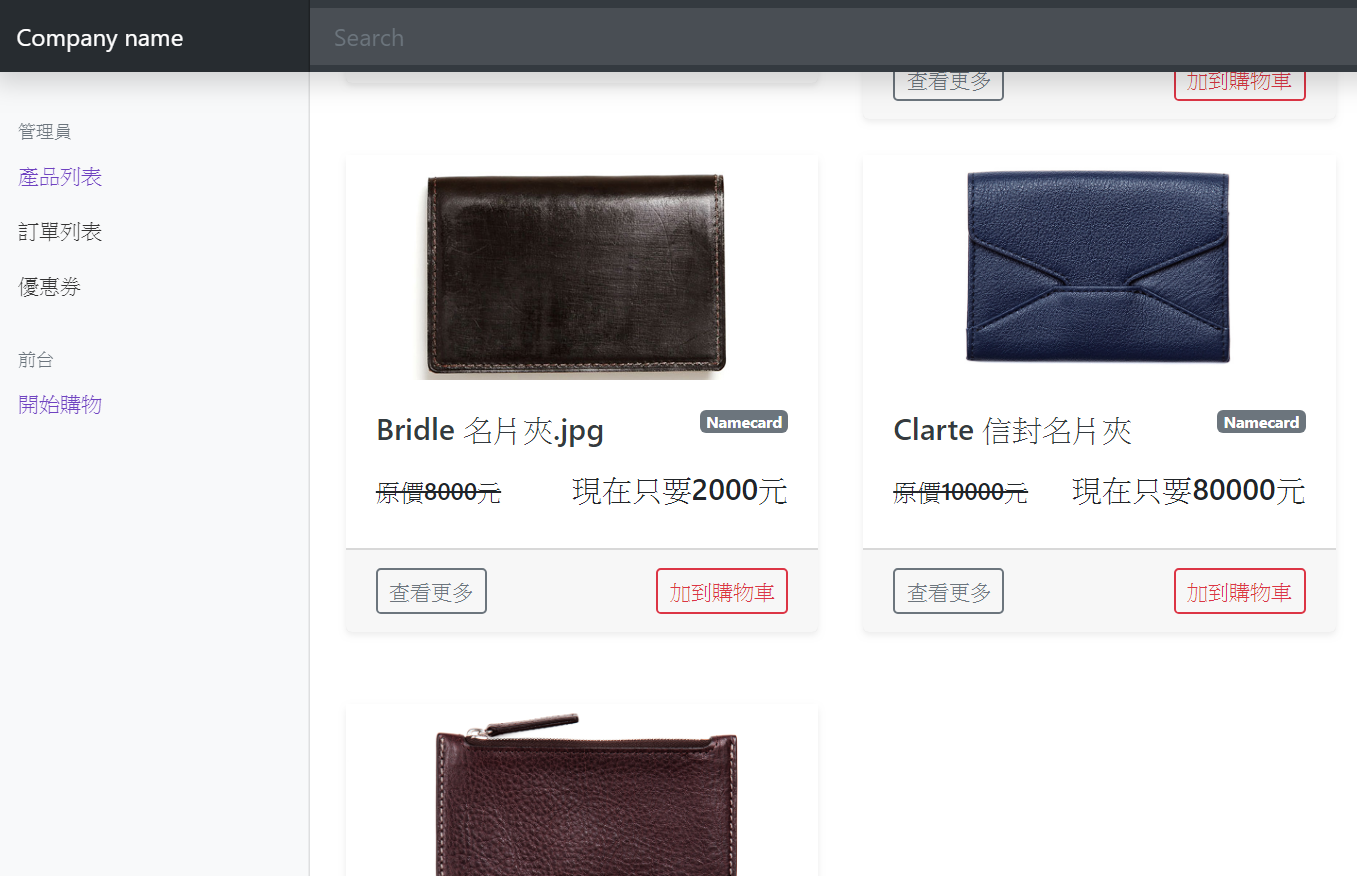 Company name
Search
管理員
產品列表
訂單列表
優惠券
前台
開始購物
查看更多
加到購物車
Bridle 名片夾.jpg
Namecard
原價8000元
現在只要2000元
查看更多
加到購物車
Clarte 信封名片夾
Namecard
原價10000元
現在只要80000元
查看更多
加到購物車